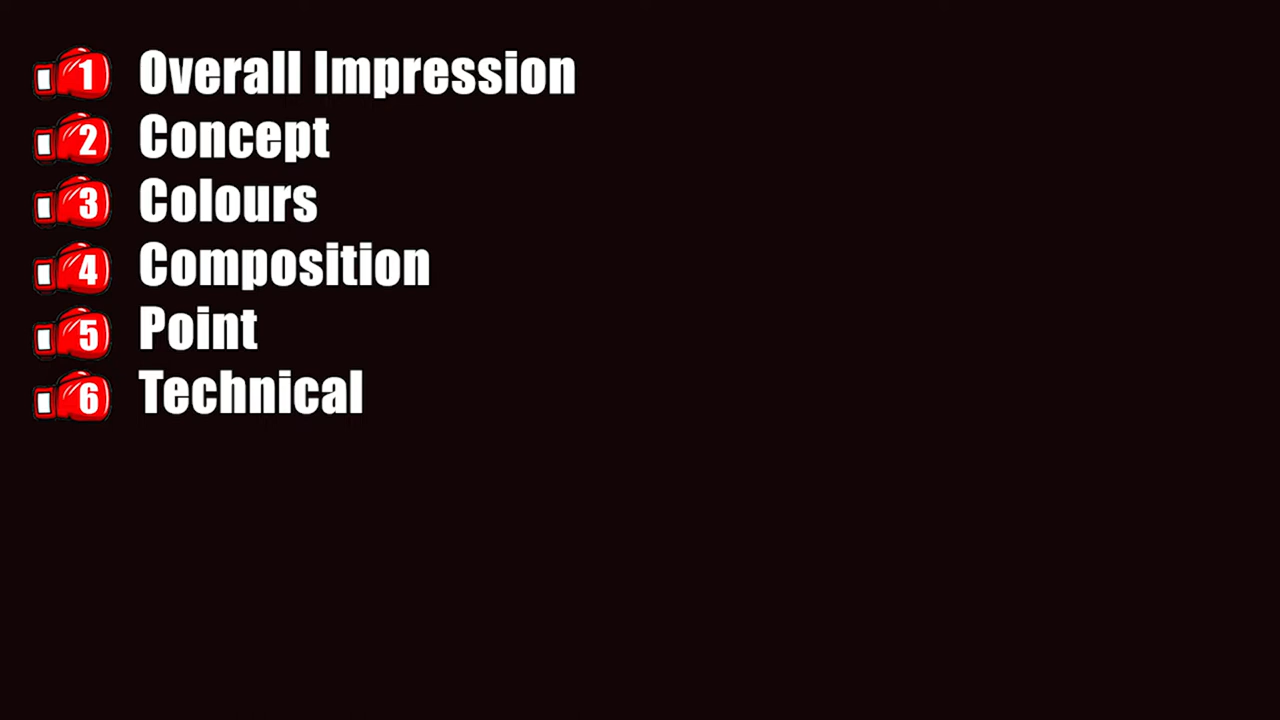 1 Overall Impression
2 Concept
3 Colours
4 Composition
5 Point
6 Technical